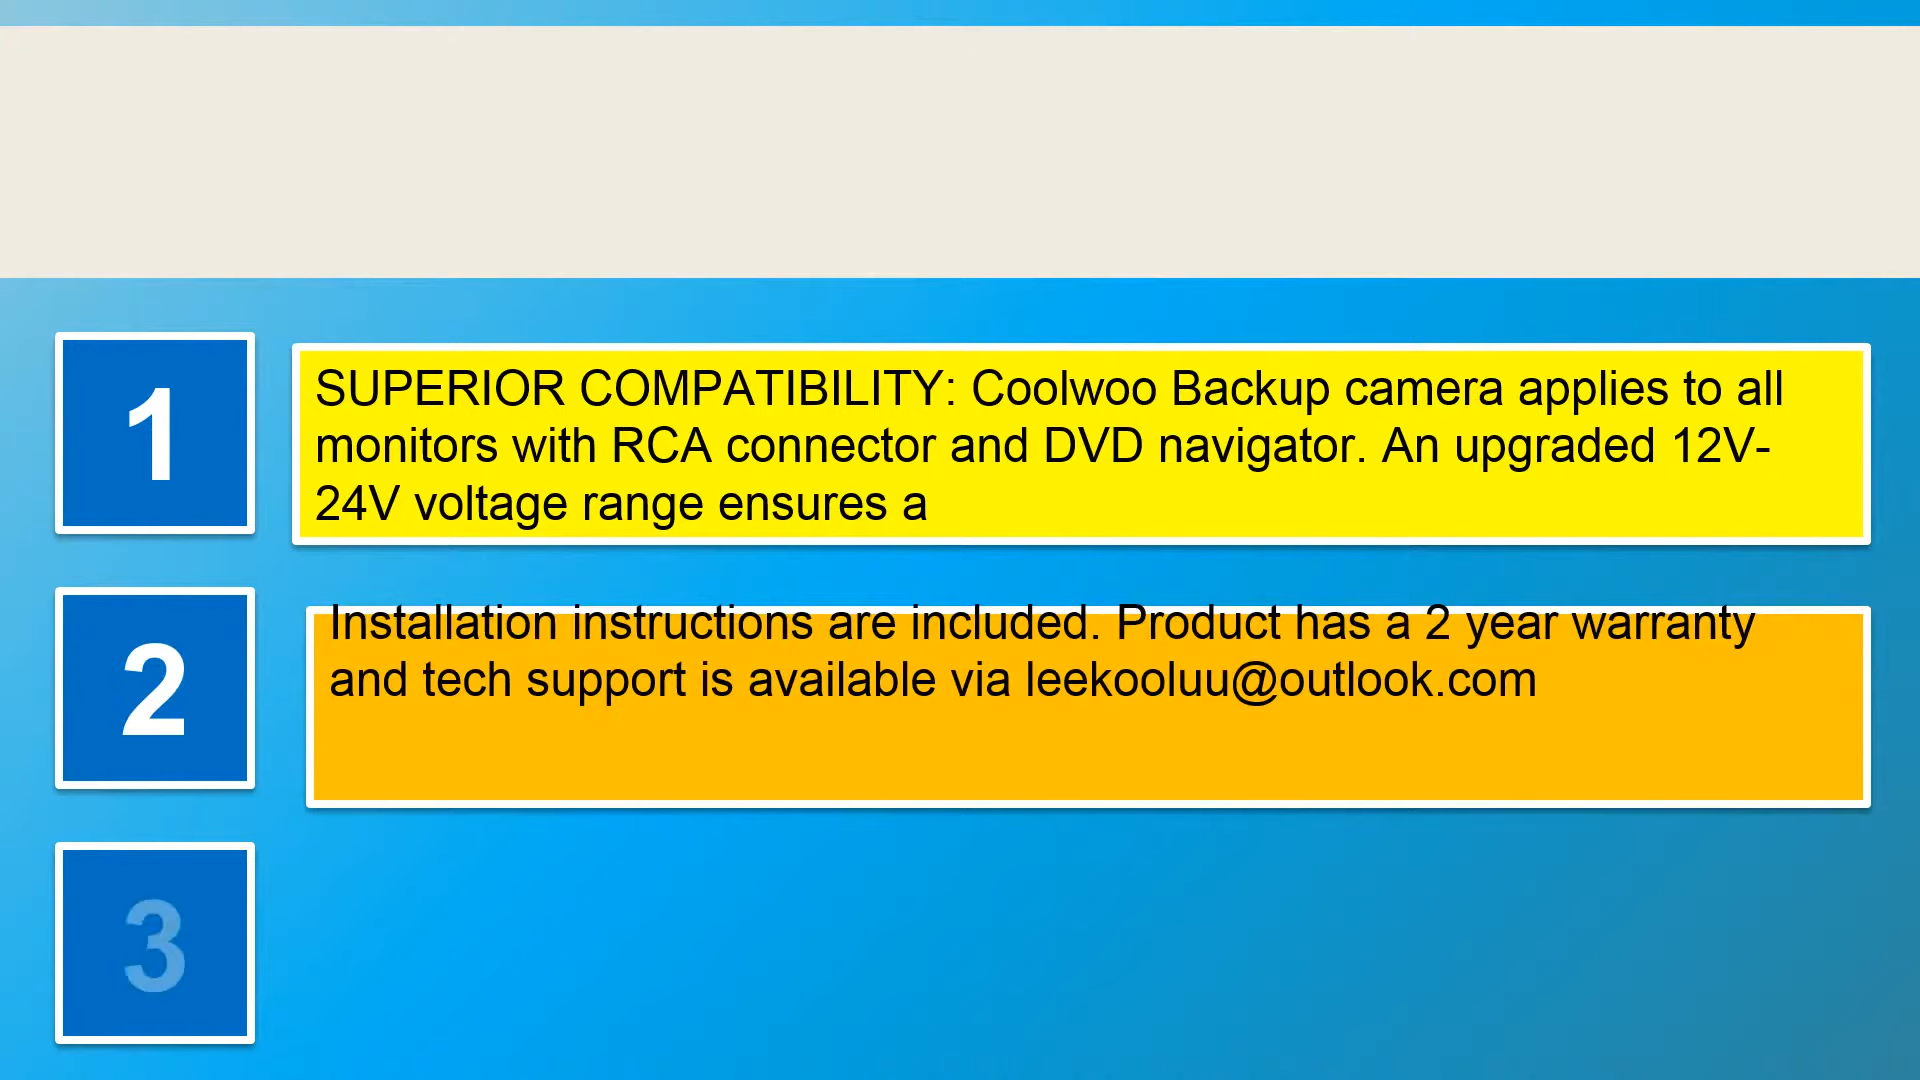 1
SUPERIOR COMPATIBILITY: Coolwoo Backup camera applies to all
monitors with RCA connector and DVD navigator. An upgraded 12V-
24V voltage range ensures a
2
Installation instructions are included. Product has a 2 year warranty
and tech support is available via leekooluu@outlook.com
3